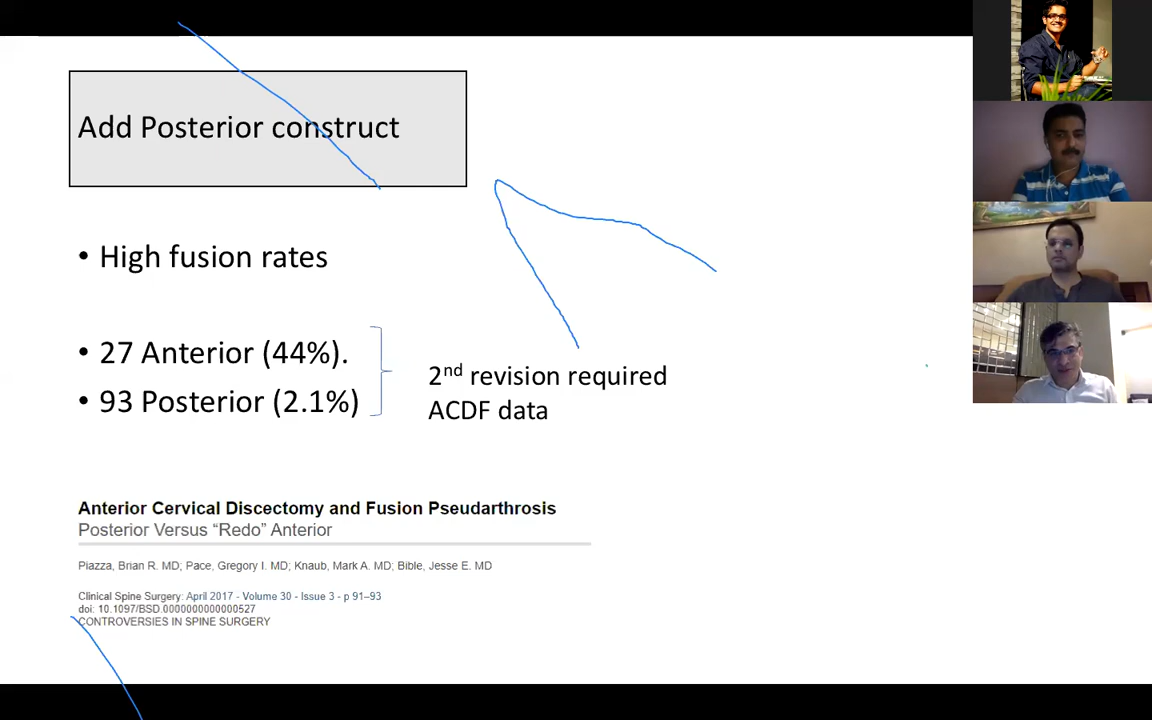 Add Posterior construct
• High fusion rates
• 27 Anterior (44%).
• 93 Posterior (2.1%)
2nd revision required
ACDF data
Anterior Cervical Discectomy and Fusion Pseudarthrosis
Posterior Versus “Redo” Anterior
Piazza, Brian R. MD; Pace, Gregory I. MD; Knaub, Mark A. MD; Bible, Jesse E. MD
Clinical Spine Surgery: April 2017 - Volume 30 - Issue 3 - p 91–93
doi: 10.1097/BSD.0000000000000527
CONTROVERSIES IN SPINE SURGERY